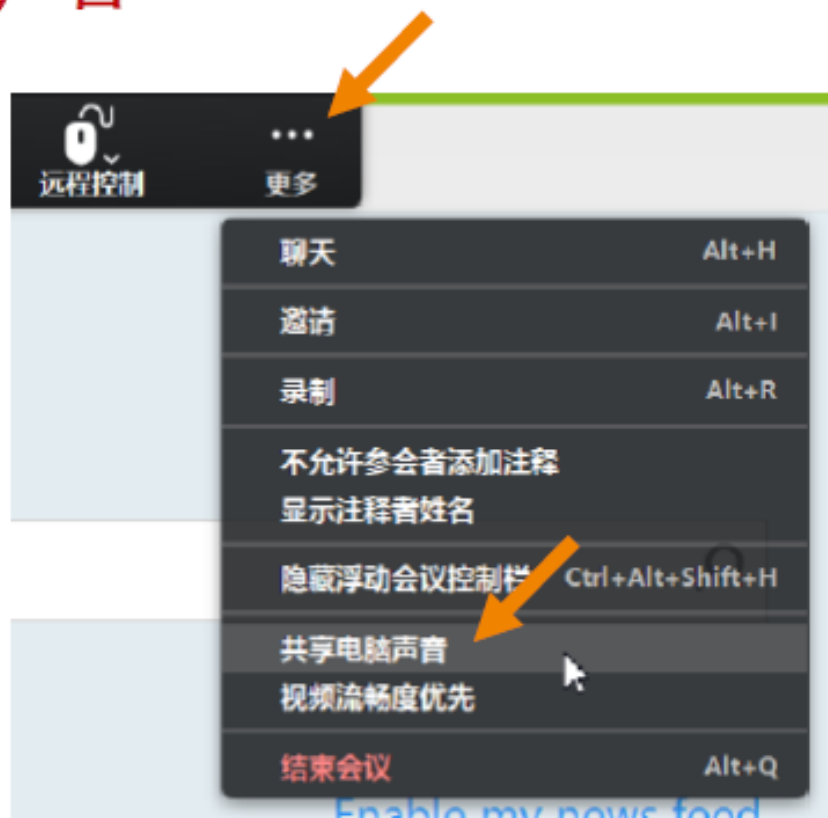 远程控制
更多
聊天 Alt+H
邀请 Alt+I
录制 Alt+R
不允许参会者添加注释
显示注释者姓名
隐藏浮动会议控制栏 Ctrl+Alt+Shift+H
共享电脑声音
视频流畅度优先
结束会议 Alt+Q
Enable my news feed